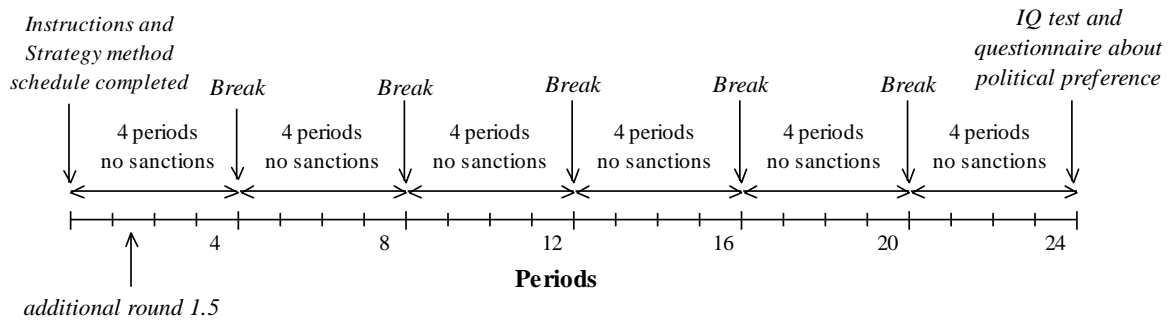 Instructions and
Strategy method
schedule completed
Break
Break
Break
Break
Break
IQ test and
questionnaire about
political preference
4 periods
no sanctions
4 periods
no sanctions
4 periods
no sanctions
4 periods
no sanctions
4 periods
no sanctions
4 periods
no sanctions
4
8
12
16
20
24
Periods
additional round 1.5